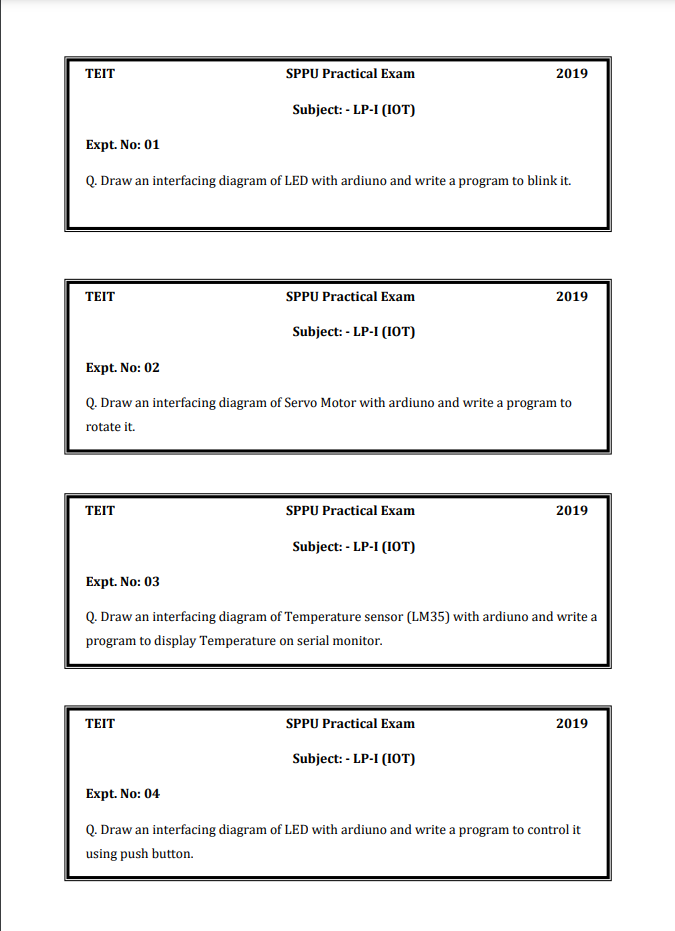 TEIT SPPU Practical Exam 2019
Subject: - LP-I (IOT)
Expt. No: 01
Q. Draw an interfacing diagram of LED with ardiuno and write a program to blink it.
TEIT SPPU Practical Exam 2019
Subject: - LP-I (IOT)
Expt. No: 02
Q. Draw an interfacing diagram of Servo Motor with ardiuno and write a program to
rotate it.
TEIT SPPU Practical Exam 2019
Subject: - LP-I (IOT)
Expt. No: 03
Q. Draw an interfacing diagram of Temperature sensor (LM35) with ardiuno and write a
program to display Temperature on serial monitor.
TEIT SPPU Practical Exam 2019
Subject: - LP-I (IOT)
Expt. No: 04
Q. Draw an interfacing diagram of LED with ardiuno and write a program to control it
using push button.